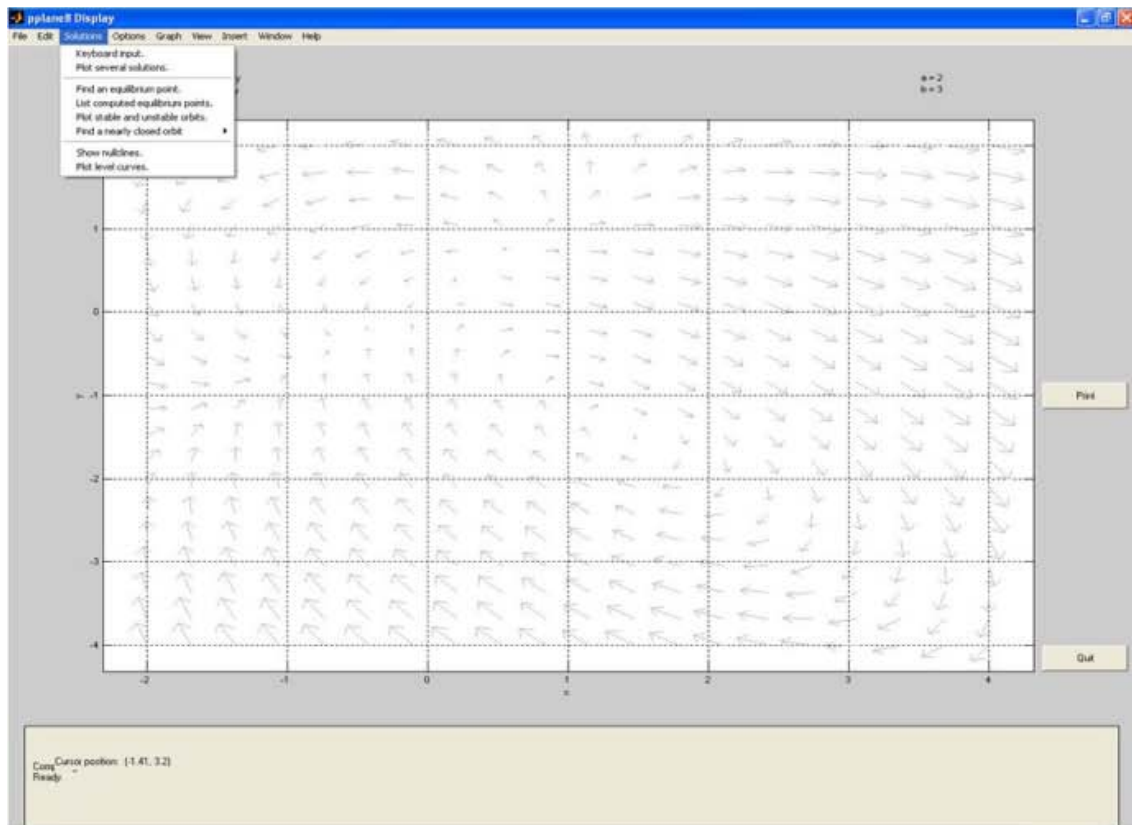 pplane8 Display
File Edit Solutions Options Graph View Insert Window Help
Keyboard input.
Plot several solutions.
Find an equilibrium point.
List computed equilibrium points.
Plot stable and unstable orbits.
Find a nearly closed orbit
Show nullclines.
Plot level curves.
a = 2
b = 3
1
0
-1
-2
-3
-4
y
-2 -1 0 1 2 3 4
x
Print
Quit
Cursor position: (-1.41, 3.2)
Ready